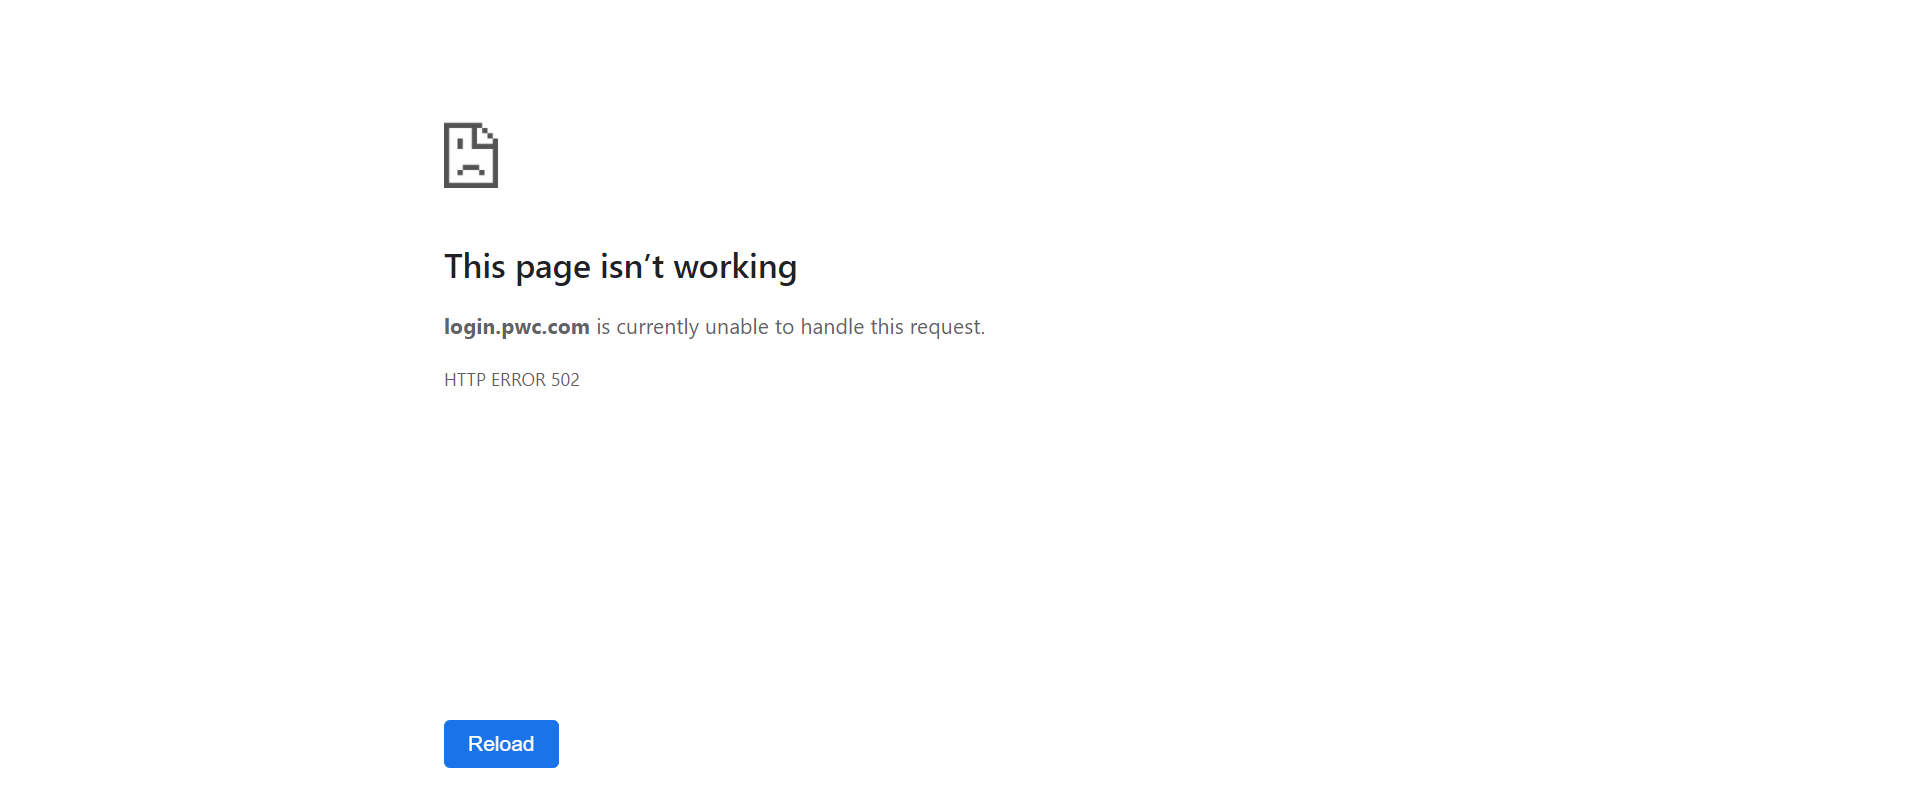 This page isn’t working
login.pwc.com is currently unable to handle this request.
HTTP ERROR 502
Reload